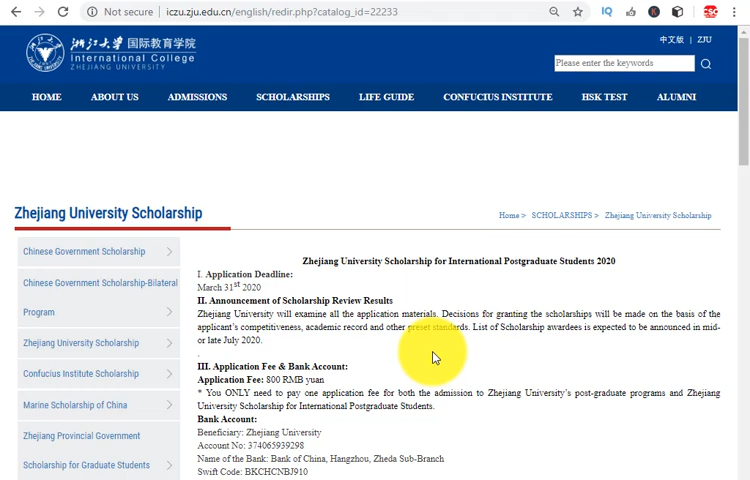 Not secure | iczu.zju.edu.cn/english/redir.php?catalog_id=22233
中文版 | ZJU
浙江大学 国际教育学院
International College
ZHEJIANG UNIVERSITY
Please enter the keywords
HOME ABOUT US ADMISSIONS SCHOLARSHIPS LIFE GUIDE CONFUCIUS INSTITUTE HSK TEST ALUMNI
Zhejiang University Scholarship
Home > SCHOLARSHIPS > Zhejiang University Scholarship
Chinese Government Scholarship
Chinese Government Scholarship-Bilateral
Program
Zhejiang University Scholarship
Confucius Institute Scholarship
Marine Scholarship of China
Zhejiang Provincial Government
Scholarship for Graduate Students
Zhejiang University Scholarship for International Postgraduate Students 2020
I. Application Deadline:
March 31st 2020
II. Announcement of Scholarship Review Results
Zhejiang University will examine all the application materials. Decisions for granting the scholarships will be made on the basis of the
applicant's competitiveness, academic record and other preset standards. List of Scholarship awardees is expected to be announced in mid-
or late July 2020.
.
III. Application Fee & Bank Account:
Application Fee: 800 RMB yuan
* You ONLY need to pay one application fee for both the admission to Zhejiang University's post-graduate programs and Zhejiang
University Scholarship for International Postgraduate Students.
Bank Account:
Beneficiary: Zhejiang University
Account No: 374065939298
Name of the Bank: Bank of China, Hangzhou, Zheda Sub-Branch
Swift Code: BKCHCNBJ910